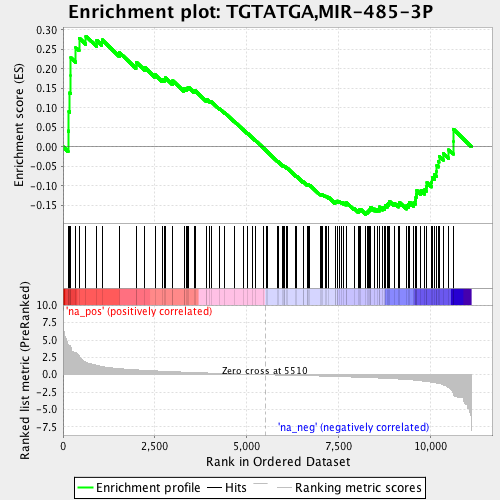 Enrichment plot: TGTATGA,MIR-485-3P
Enrichment score (ES)
0.30
0.25
0.20
0.15
0.10
0.05
0.00
-0.05
-0.10
-0.15
'na_pos' (positively correlated)
Ranked list metric (PreRanked)
10.0
7.5
5.0
2.5
0.0
-2.5
-5.0
-7.5
Zero cross at 5510
'na_neg' (negatively correlated)
0
2,500
5,000
7,500
10,000
Rank in Ordered Dataset
Enrichment profile
Hits
Ranking metric scores